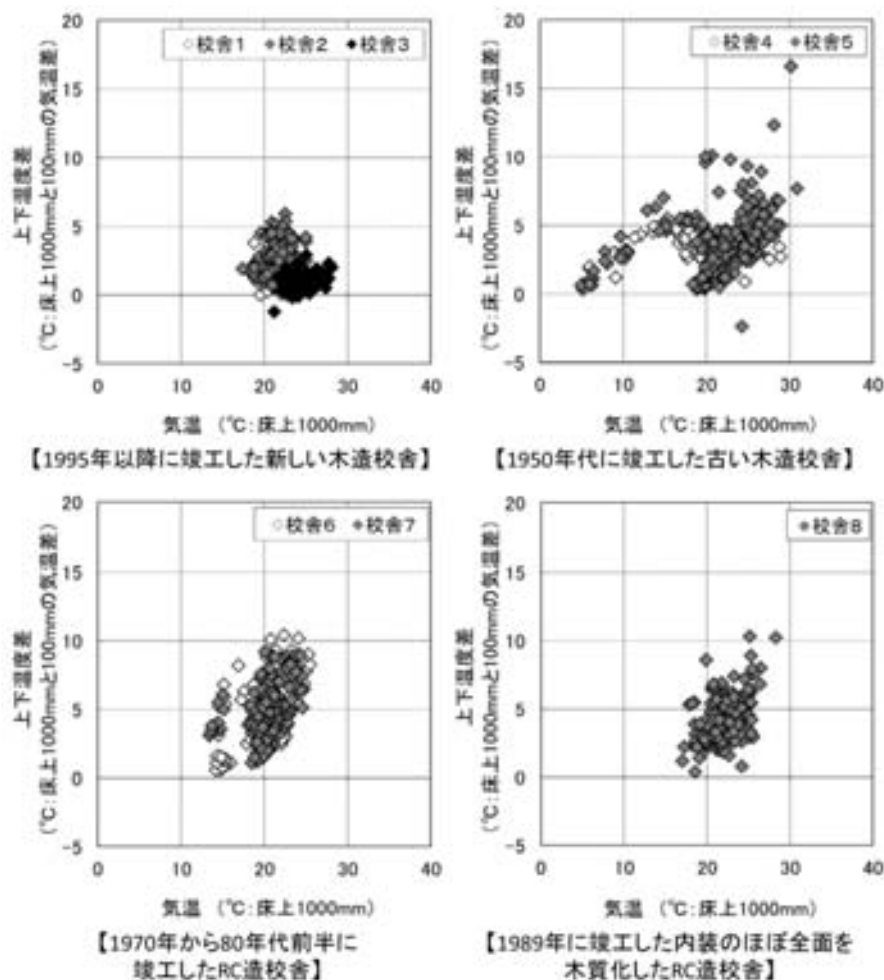 20
15
10
5
0
-5
上下温度差
(℃:床上1000mmと100mmの気温差)
◇校舎1 ◆校舎2 ◆校舎3
0 10 20 30 40
気温 (℃:床上1000mm)
【1995年以降に竣工した新しい木造校舎】
20
15
10
5
0
-5
上下温度差
(℃:床上1000mmと100mmの気温差)
◇校舎4 ◆校舎5
0 10 20 30 40
気温 (℃:床上1000mm)
【1950年代に竣工した古い木造校舎】
20
15
10
5
0
-5
上下温度差
(℃:床上1000mmと100mmの気温差)
◇校舎6 ◆校舎7
0 10 20 30 40
気温 (℃:床上1000mm)
【1970年から80年代前半に
竣工したRC造校舎】
20
15
10
5
0
-5
上下温度差
(℃:床上1000mmと100mmの気温差)
◆校舎8
0 10 20 30 40
気温 (℃:床上1000mm)
【1989年に竣工した内装のほぼ全面を
木質化したRC造校舎】